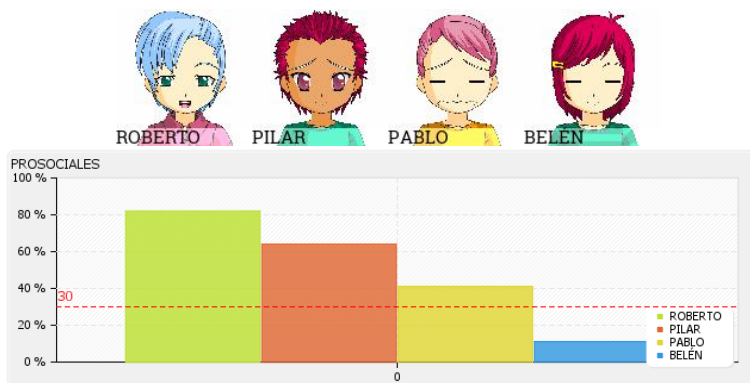 ROBERTO PILAR PABLO BELÉN
PROSOCIALES
100 %
80 %
60 %
40 %
30
20 %
0 %
ROBERTO
PILAR
PABLO
BELÉN
0